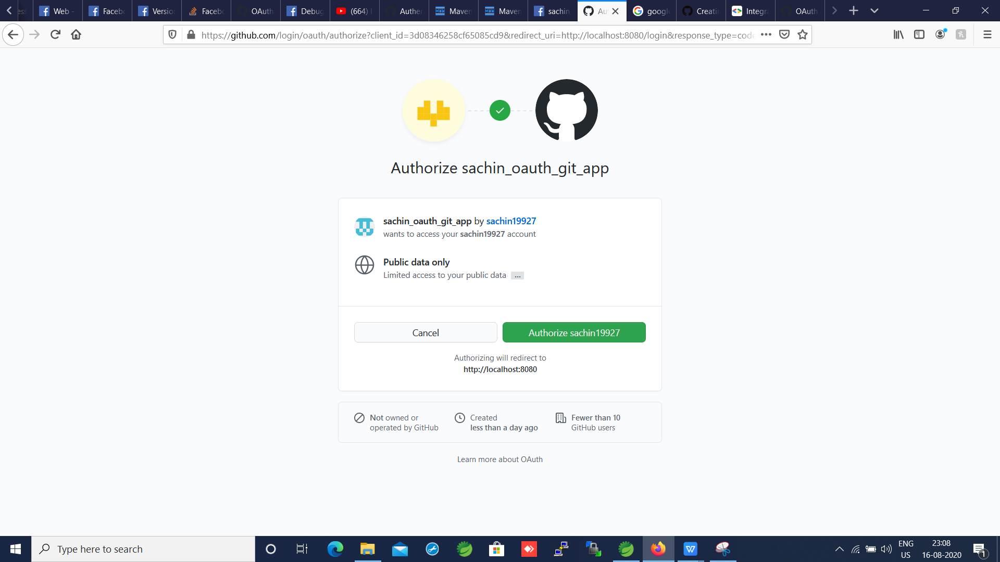 Web -
Faceb
Versio
Faceb
OAuth
Debug
(664)
Auther
Maven
Maven
sachin
Au
google
Creatin
Integra
OAuth
https://github.com/login/oauth/authorize?client_id=3d08346258cf65085cd9&redirect_uri=http://localhost:8080/login&response_type=code
Authorize sachin_oauth_git_app
sachin_oauth_git_app by sachin19927
wants to access your sachin19927 account
Public data only
Limited access to your public data ...
Cancel
Authorize sachin19927
Authorizing will redirect to
http://localhost:8080
Not owned or
operated by GitHub
Created
less than a day ago
Fewer than 10
GitHub users
Learn more about OAuth
Type here to search
ENG
US
23:08
16-08-2020
1